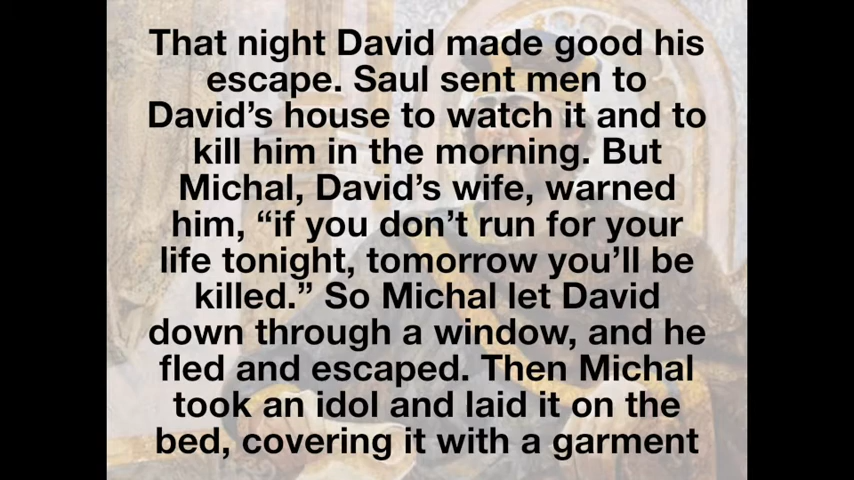 That night David made good his
escape. Saul sent men to
David’s house to watch it and to
kill him in the morning. But
Michal, David’s wife, warned
him, “if you don’t run for your
life tonight, tomorrow you’ll be
killed.” So Michal let David
down through a window, and he
fled and escaped. Then Michal
took an idol and laid it on the
bed, covering it with a garment